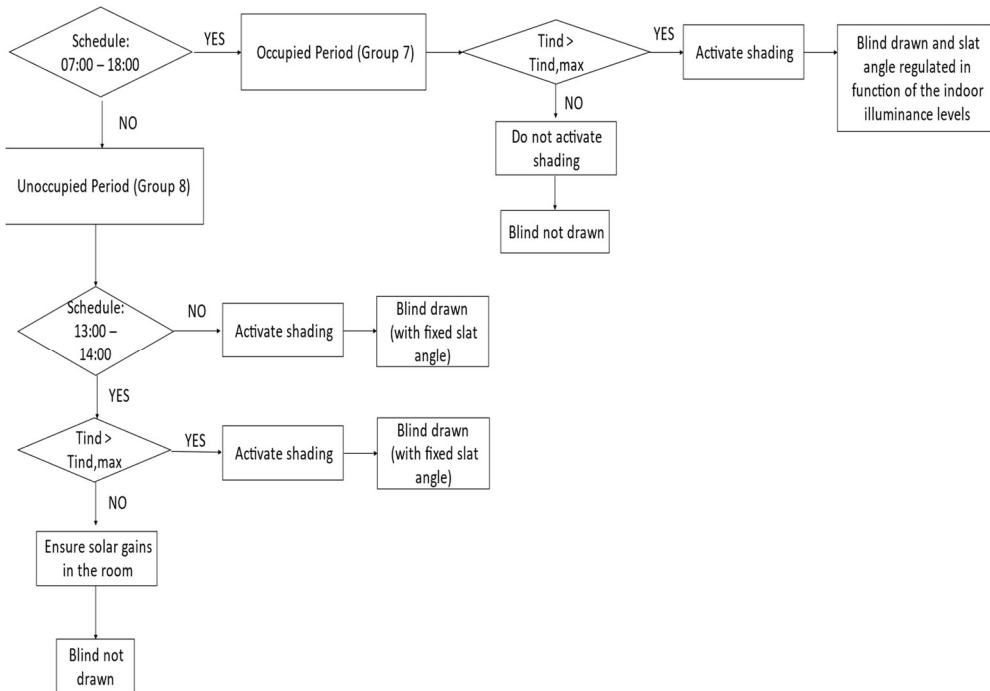 Schedule:
07:00 – 18:00
YES
Occupied Period (Group 7)
Tind >
Tind,max
YES
Activate shading
Blind drawn and slat
angle regulated in
function of the indoor
illuminance levels
NO
Do not activate
shading
Blind not drawn
NO
Unoccupied Period (Group 8)
Schedule:
13:00 –
14:00
NO
Activate shading
Blind drawn
(with fixed slat
angle)
YES
Tind >
Tind,max
YES
Activate shading
Blind drawn
(with fixed slat
angle)
NO
Ensure solar gains
in the room
Blind not
drawn